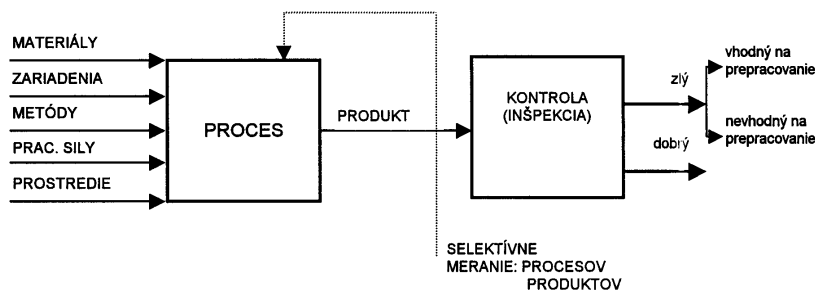 MATERIÁLY
ZARIADENIA
METÓDY
PRAC. SILY
PROSTREDIE
PROCES
PRODUKT
KONTROLA
(INŠPEKCIA)
zlý
dobrý
vhodný na
prepracovanie
nevhodný na
prepracovanie
SELEKTÍVNE
MERANIE: PROCESOV
PRODUKTOV